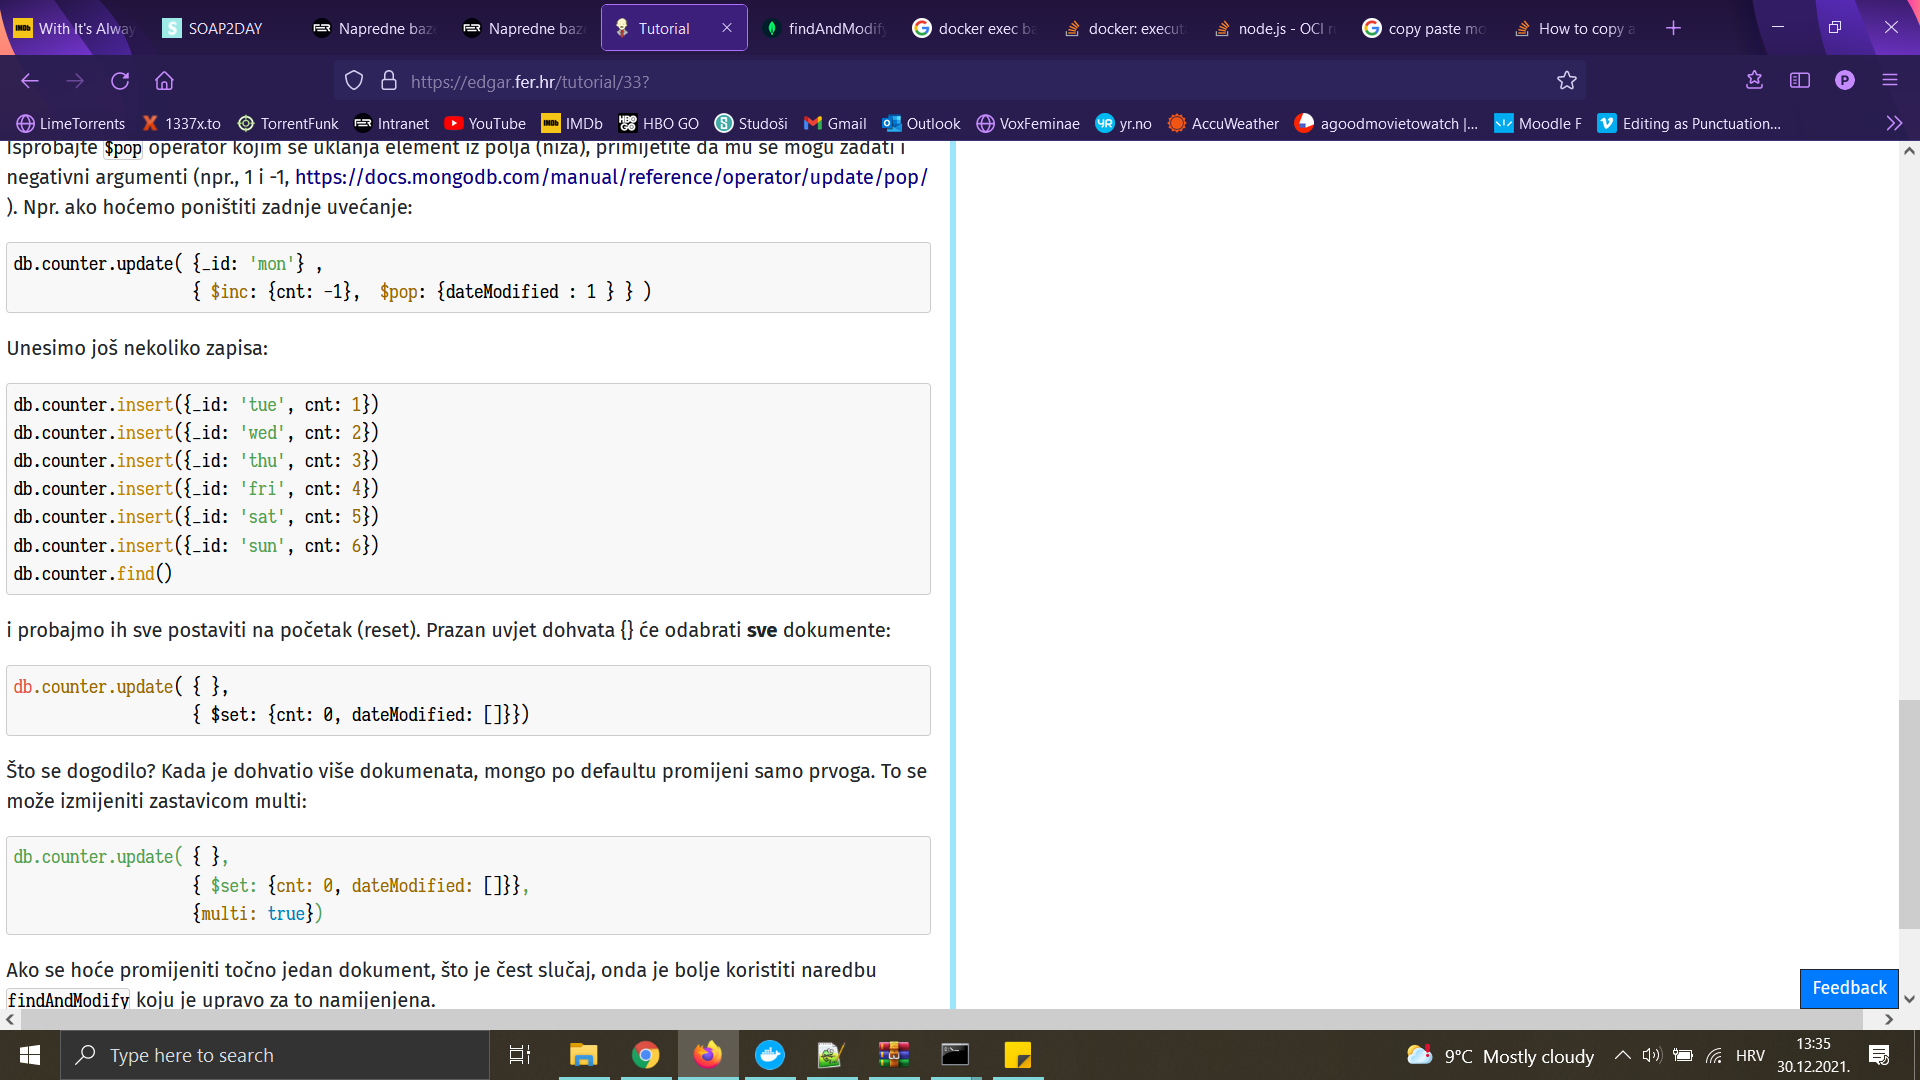 With It's Alway
SOAP2DAY
Napredne baze
Napredne baze
Tutorial
findAndModify
docker exec ba
docker: execut
node.js - OCI ru
copy paste mo
How to copy a
https://edgar.fer.hr/tutorial/33?
LimeTorrents
1337x.to
TorrentFunk
Intranet
YouTube
IMDb
HBO GO
Studoši
Gmail
Outlook
VoxFeminae
yr.no
AccuWeather
agoodmovietowatch |...
Moodle F
Editing as Punctuation...
Isprobajte $pop operator kojim se uklanja element iz polja (niza), primijetite da mu se mogu zadati i
negativni argumenti (npr., 1 i -1, https://docs.mongodb.com/manual/reference/operator/update/pop/
). Npr. ako hoćemo poništiti zadnje uvećanje:
db.counter.update( {_id: 'mon'} ,
{ $inc: {cnt: -1}, $pop: {dateModified : 1 } } )
Unesimo još nekoliko zapisa:
db.counter.insert({_id: 'tue', cnt: 1})
db.counter.insert({_id: 'wed', cnt: 2})
db.counter.insert({_id: 'thu', cnt: 3})
db.counter.insert({_id: 'fri', cnt: 4})
db.counter.insert({_id: 'sat', cnt: 5})
db.counter.insert({_id: 'sun', cnt: 6})
db.counter.find()
i probajmo ih sve postaviti na početak (reset). Prazan uvjet dohvata {} će odabrati sve dokumente:
db.counter.update( { },
{ $set: {cnt: 0, dateModified: []}})
Što se dogodilo? Kada je dohvatio više dokumenata, mongo po defaultu promijeni samo prvoga. To se
može izmijeniti zastavicom multi:
db.counter.update( { },
{ $set: {cnt: 0, dateModified: []}},
{multi: true})
Ako se hoće promijeniti točno jedan dokument, što je čest slučaj, onda je bolje koristiti naredbu
findAndModify koju je upravo za to namijenjena.
Feedback
Type here to search
9°C Mostly cloudy
HRV
13:35
30.12.2021.